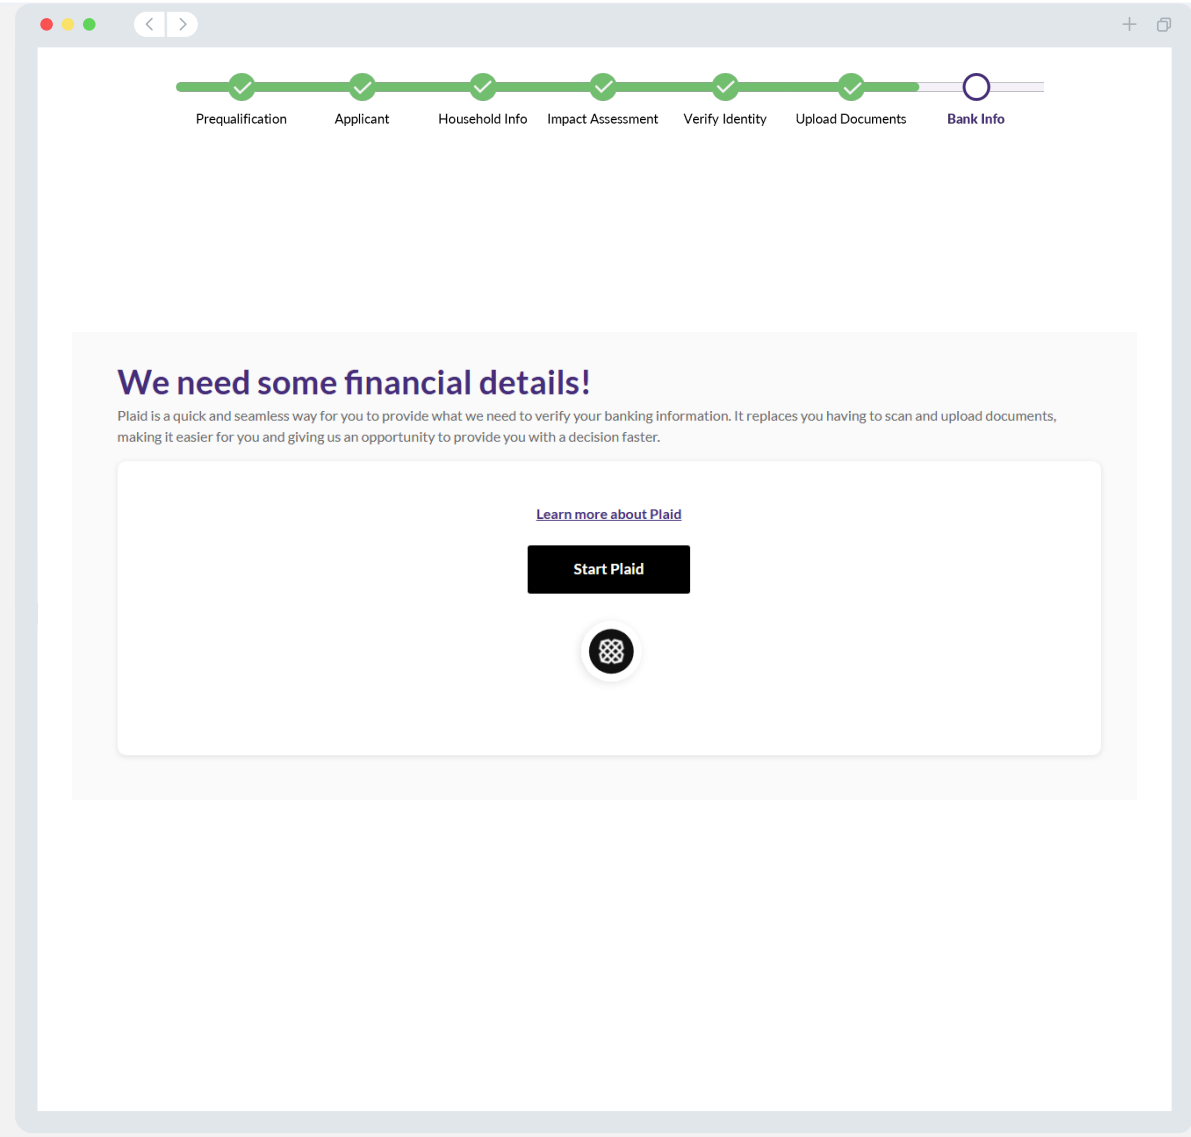 Prequalification
Applicant
Household Info
Impact Assessment
Verify Identity
Upload Documents
Bank Info
We need some financial details!
Plaid is a quick and seamless way for you to provide what we need to verify your banking information. It replaces you having to scan and upload documents,
making it easier for you and giving us an opportunity to provide you with a decision faster.
Learn more about Plaid
Start Plaid